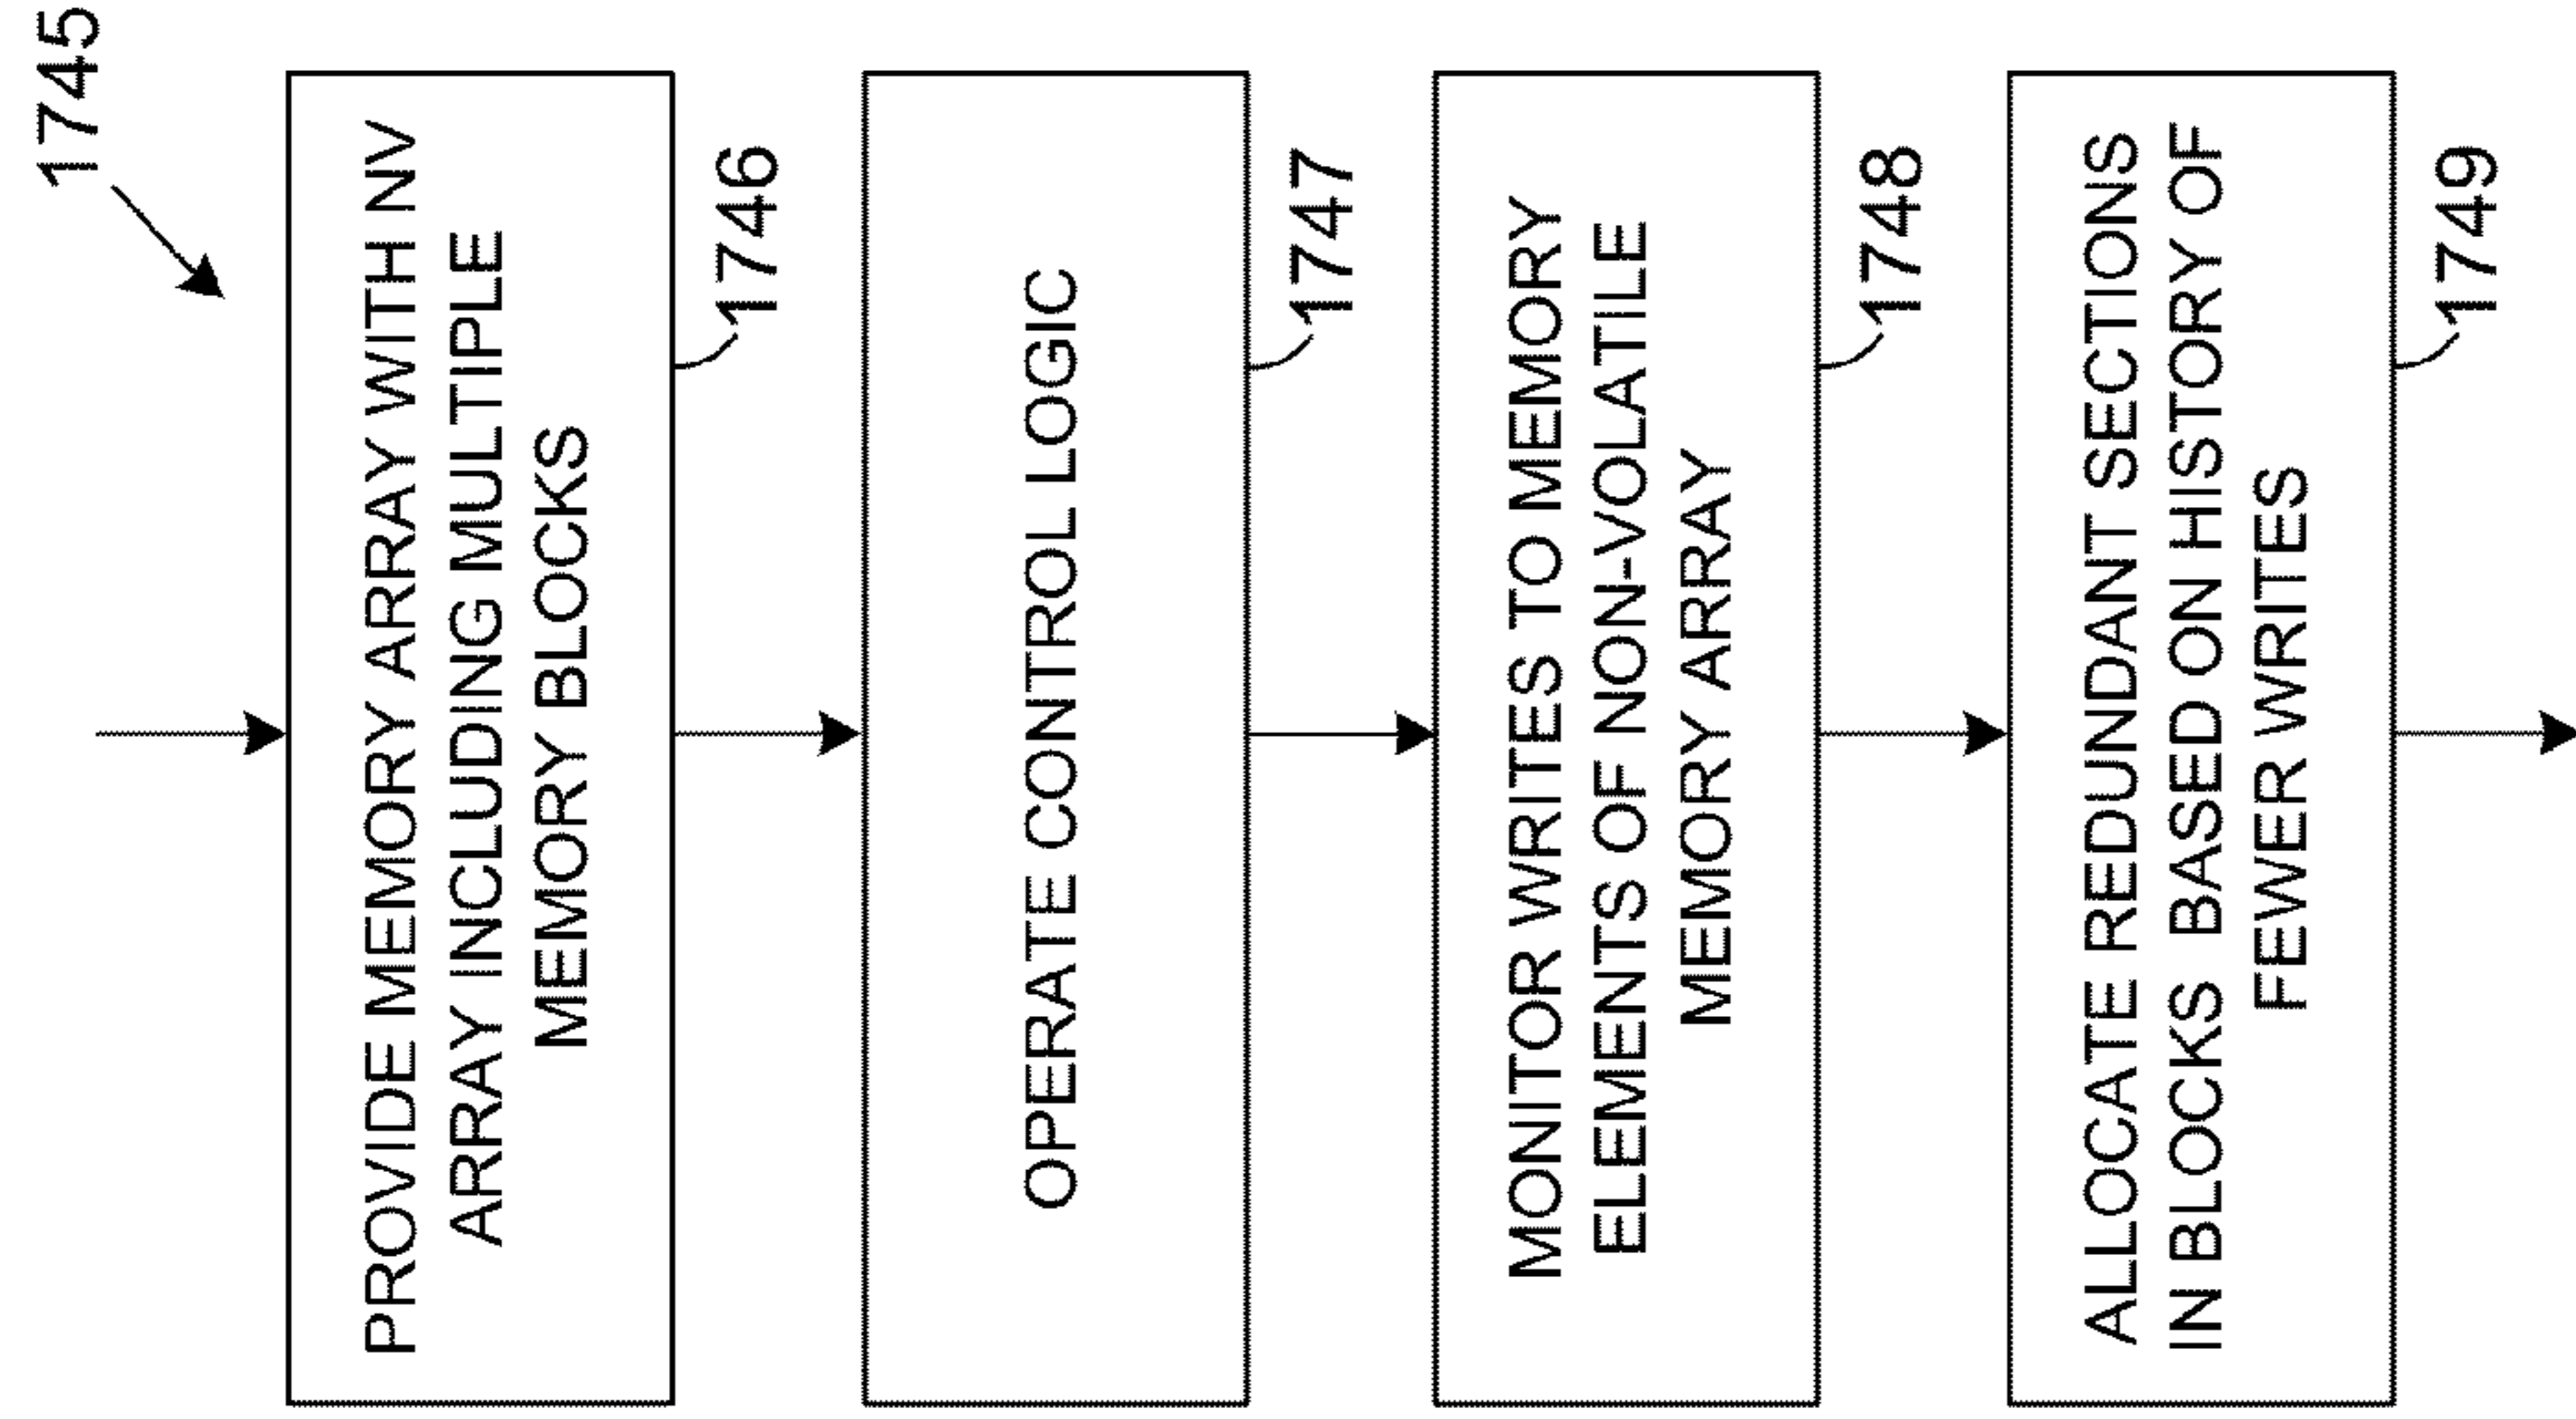 1745
PROVIDE MEMORY ARRAY WITH NV
ARRAY INCLUDING MULTIPLE
MEMORY BLOCKS
1746
OPERATE CONTROL LOGIC
1747
MONITOR WRITES TO MEMORY
ELEMENTS OF NON-VOLATILE
MEMORY ARRAY
1748
ALLOCATE REDUNDANT SECTIONS
IN BLOCKS BASED ON HISTORY OF
FEWER WRITES
1749